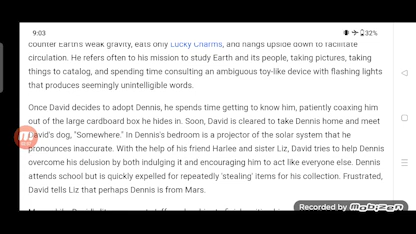 9:03
32%
counter Earth's weak gravity, eats only Lucky Charms, and hangs upside down to facilitate
circulation. He refers often to his mission to study Earth and its people, taking pictures, taking
things to catalog, and spending time consulting an ambiguous toy-like device with flashing lights
that produces seemingly unintelligible words.
Once David decides to adopt Dennis, he spends time getting to know him, patiently coaxing him
out of the large cardboard box he hides in. Soon, David is cleared to take Dennis home and meet
David's dog, "Somewhere." In Dennis's bedroom is a projector of the solar system that he
pronounces inaccurate. With the help of his friend Harlee and sister Liz, David tries to help Dennis
overcome his delusion by both indulging it and encouraging him to act like everyone else. Dennis
attends school but is quickly expelled for repeatedly 'stealing' items for his collection. Frustrated,
David tells Liz that perhaps Dennis is from Mars.
Recorded by Mobizen